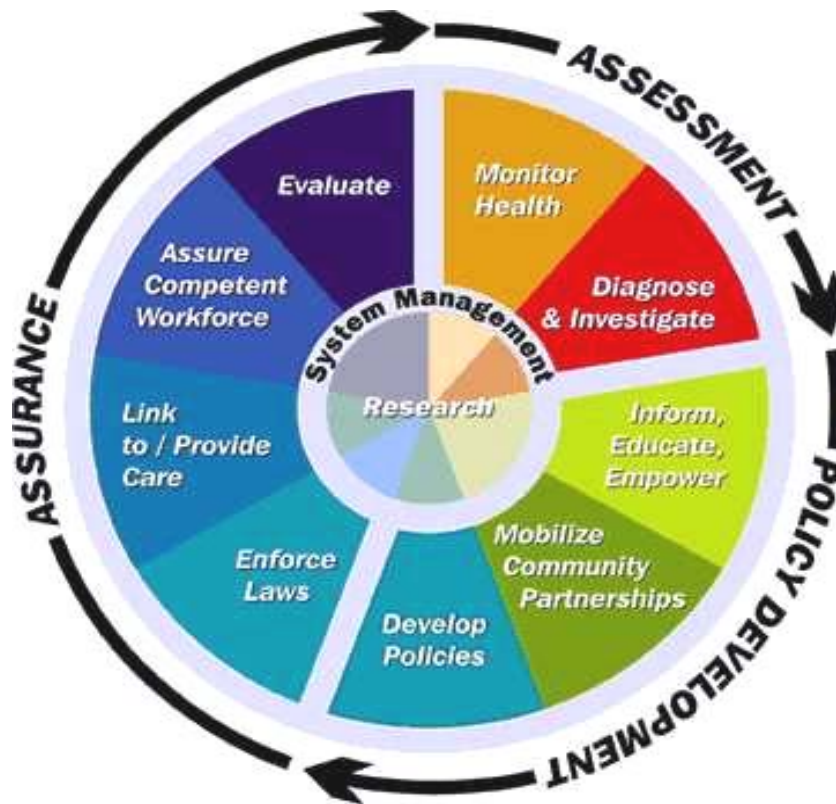 ASSESSMENT
Monitor
Health
Diagnose
& Investigate
POLICY DEVELOPMENT
Inform,
Educate,
Empower
Mobilize
Community
Partnerships
Develop
Policies
ASSURANCE
Enforce
Laws
Link
to / Provide
Care
Assure
Competent
Workforce
Evaluate
System Management
Research